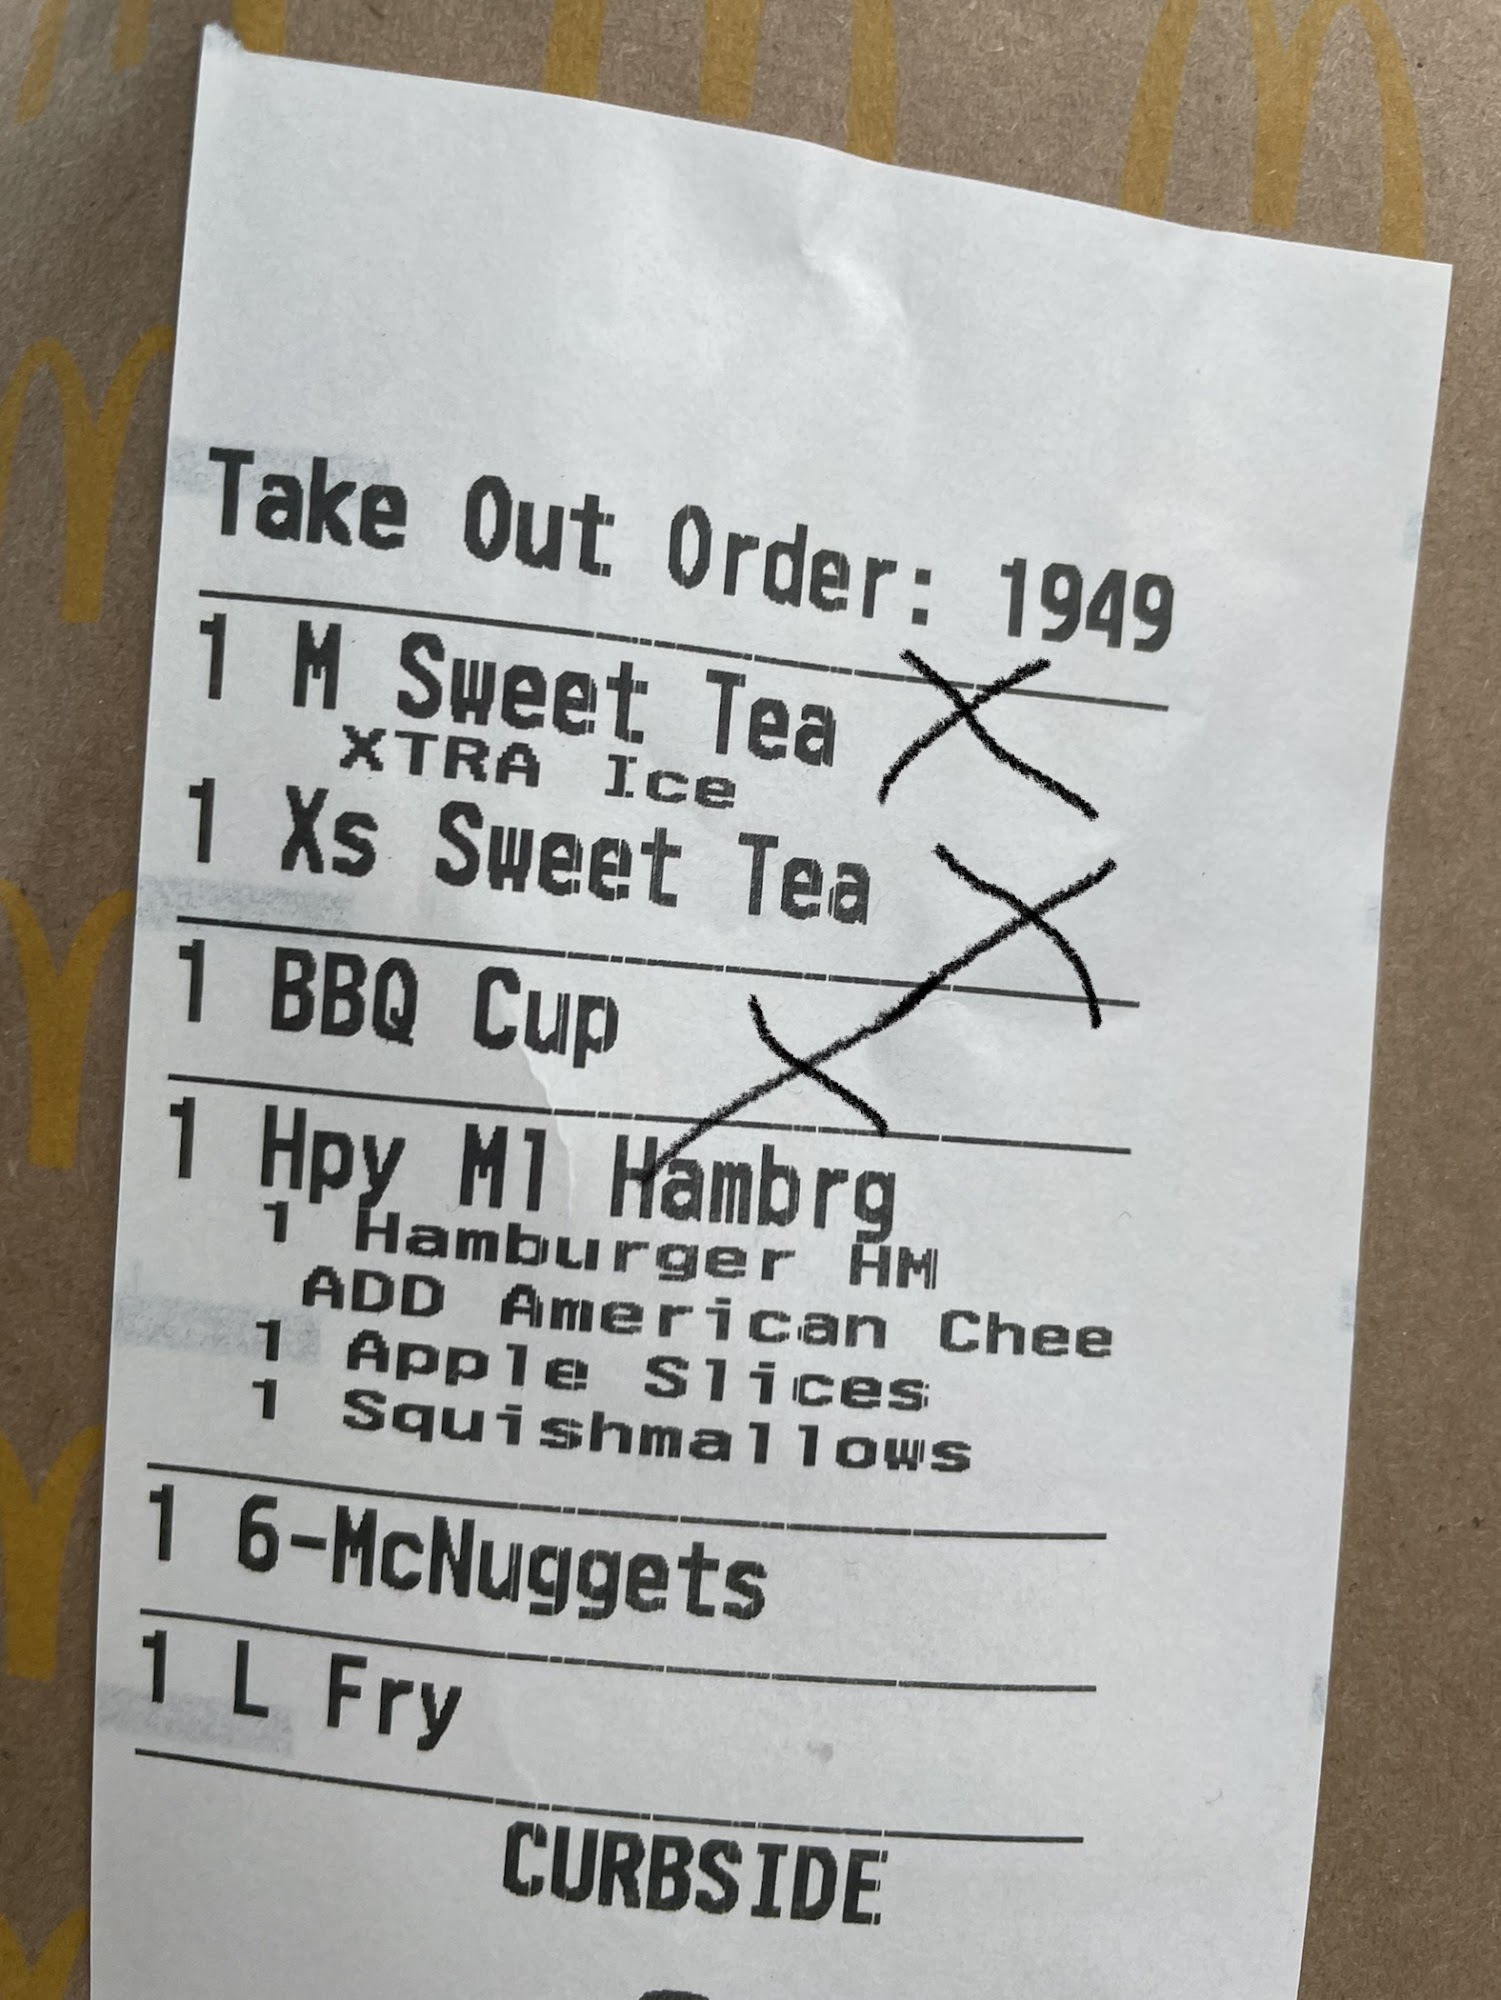 Take Out Order: 1949
1 M Sweet Tea
XTRA Ice
1 Xs Sweet Tea
1 BBQ Cup
1 Hpy Ml Hambrg
1 Hamburger HM
ADD American Chee
1 Apple Slices
1 Squishmallows
1 6-McNuggets
1 L Fry
CURBSIDE